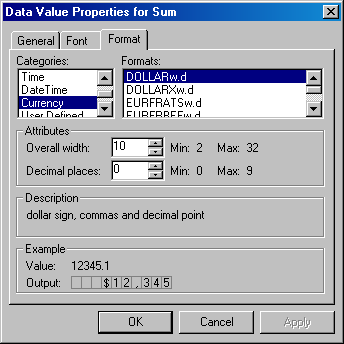 Data Value Properties for Sum
General Font Format
Categories: Formats:
Time DOLLARw.d
DateTime DOLLARXw.d
Currency EURFRATSw.d
User Defined EURFRBEFw.d
Attributes
Overall width: 10 Min: 2 Max: 32
Decimal places: 0 Min: 0 Max: 9
Description
dollar sign, commas and decimal point
Example
Value: 12345.1
Output: $12,345
OK Cancel Apply